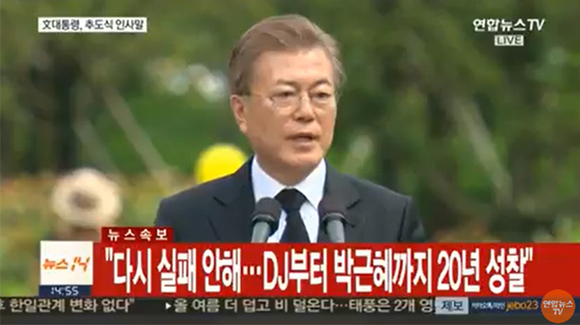 文대통령, 추도식 인사말
연합뉴스TV
LIVE
뉴스속보
뉴스14
"다시 실패 안해…DJ부터 박근혜까지 20년 성찰"
14:55
호 한일관계 변화 없다"
올 여름 더 덥고 비 덜온다…태풍은 2개 영
제보
jebo23
연합뉴스
TV